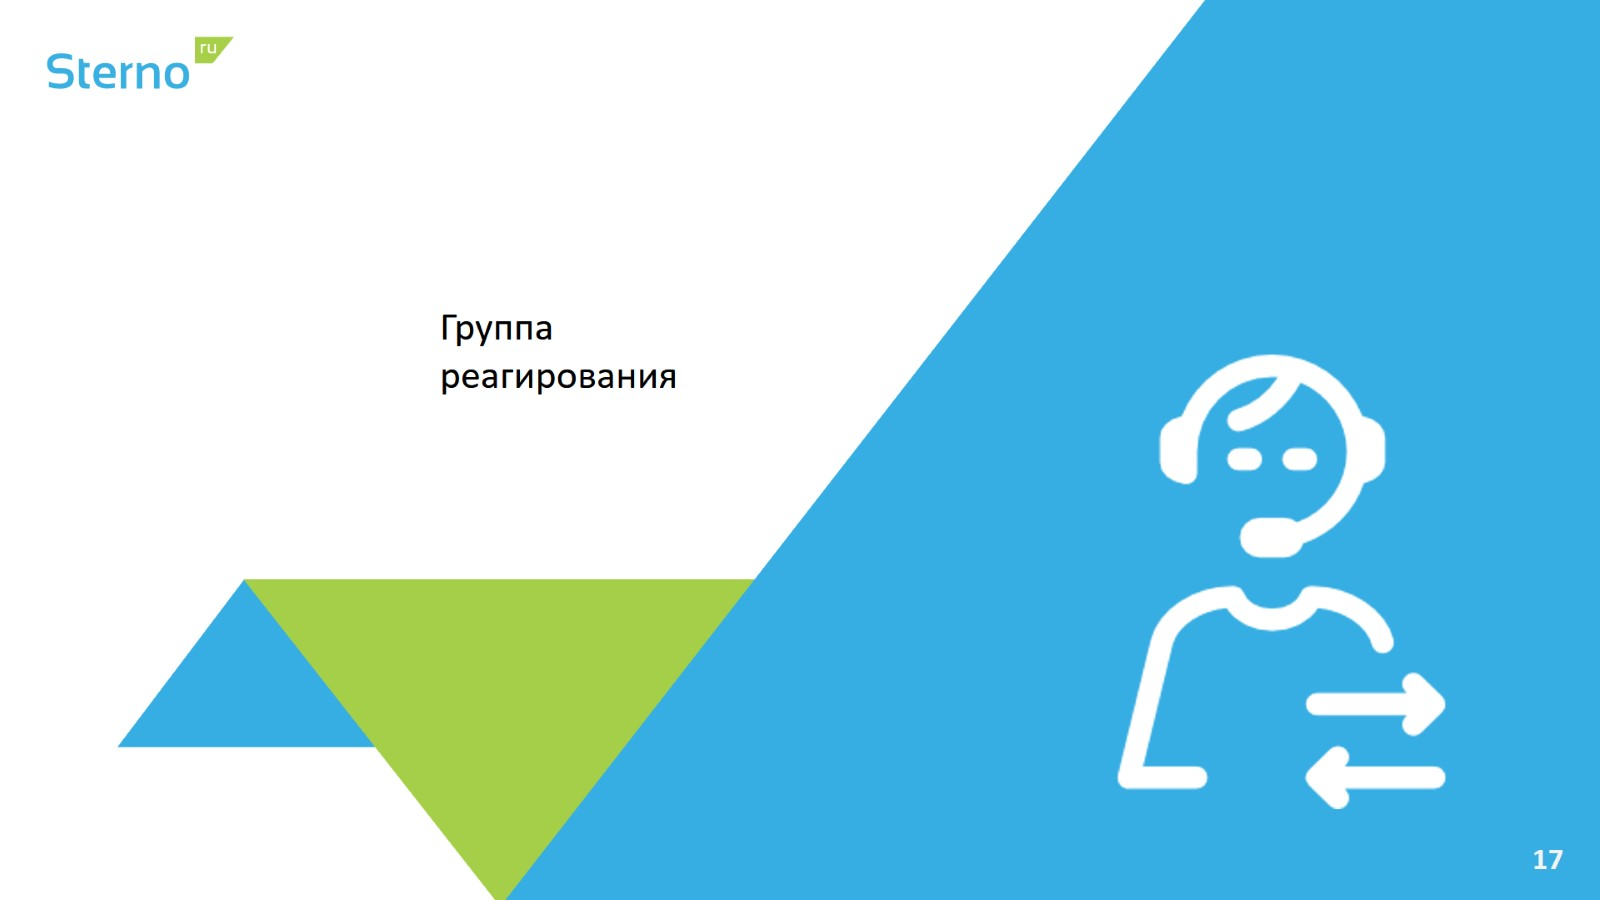 Sterno ru
Группа
реагирования
17